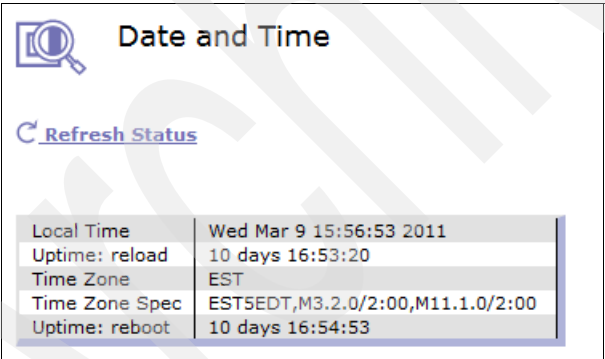 Date and Time
Refresh Status
Local Time Wed Mar 9 15:56:53 2011
Uptime: reload 10 days 16:53:20
Time Zone EST
Time Zone Spec EST5EDT,M3.2.0/2:00,M11.1.0/2:00
Uptime: reboot 10 days 16:54:53